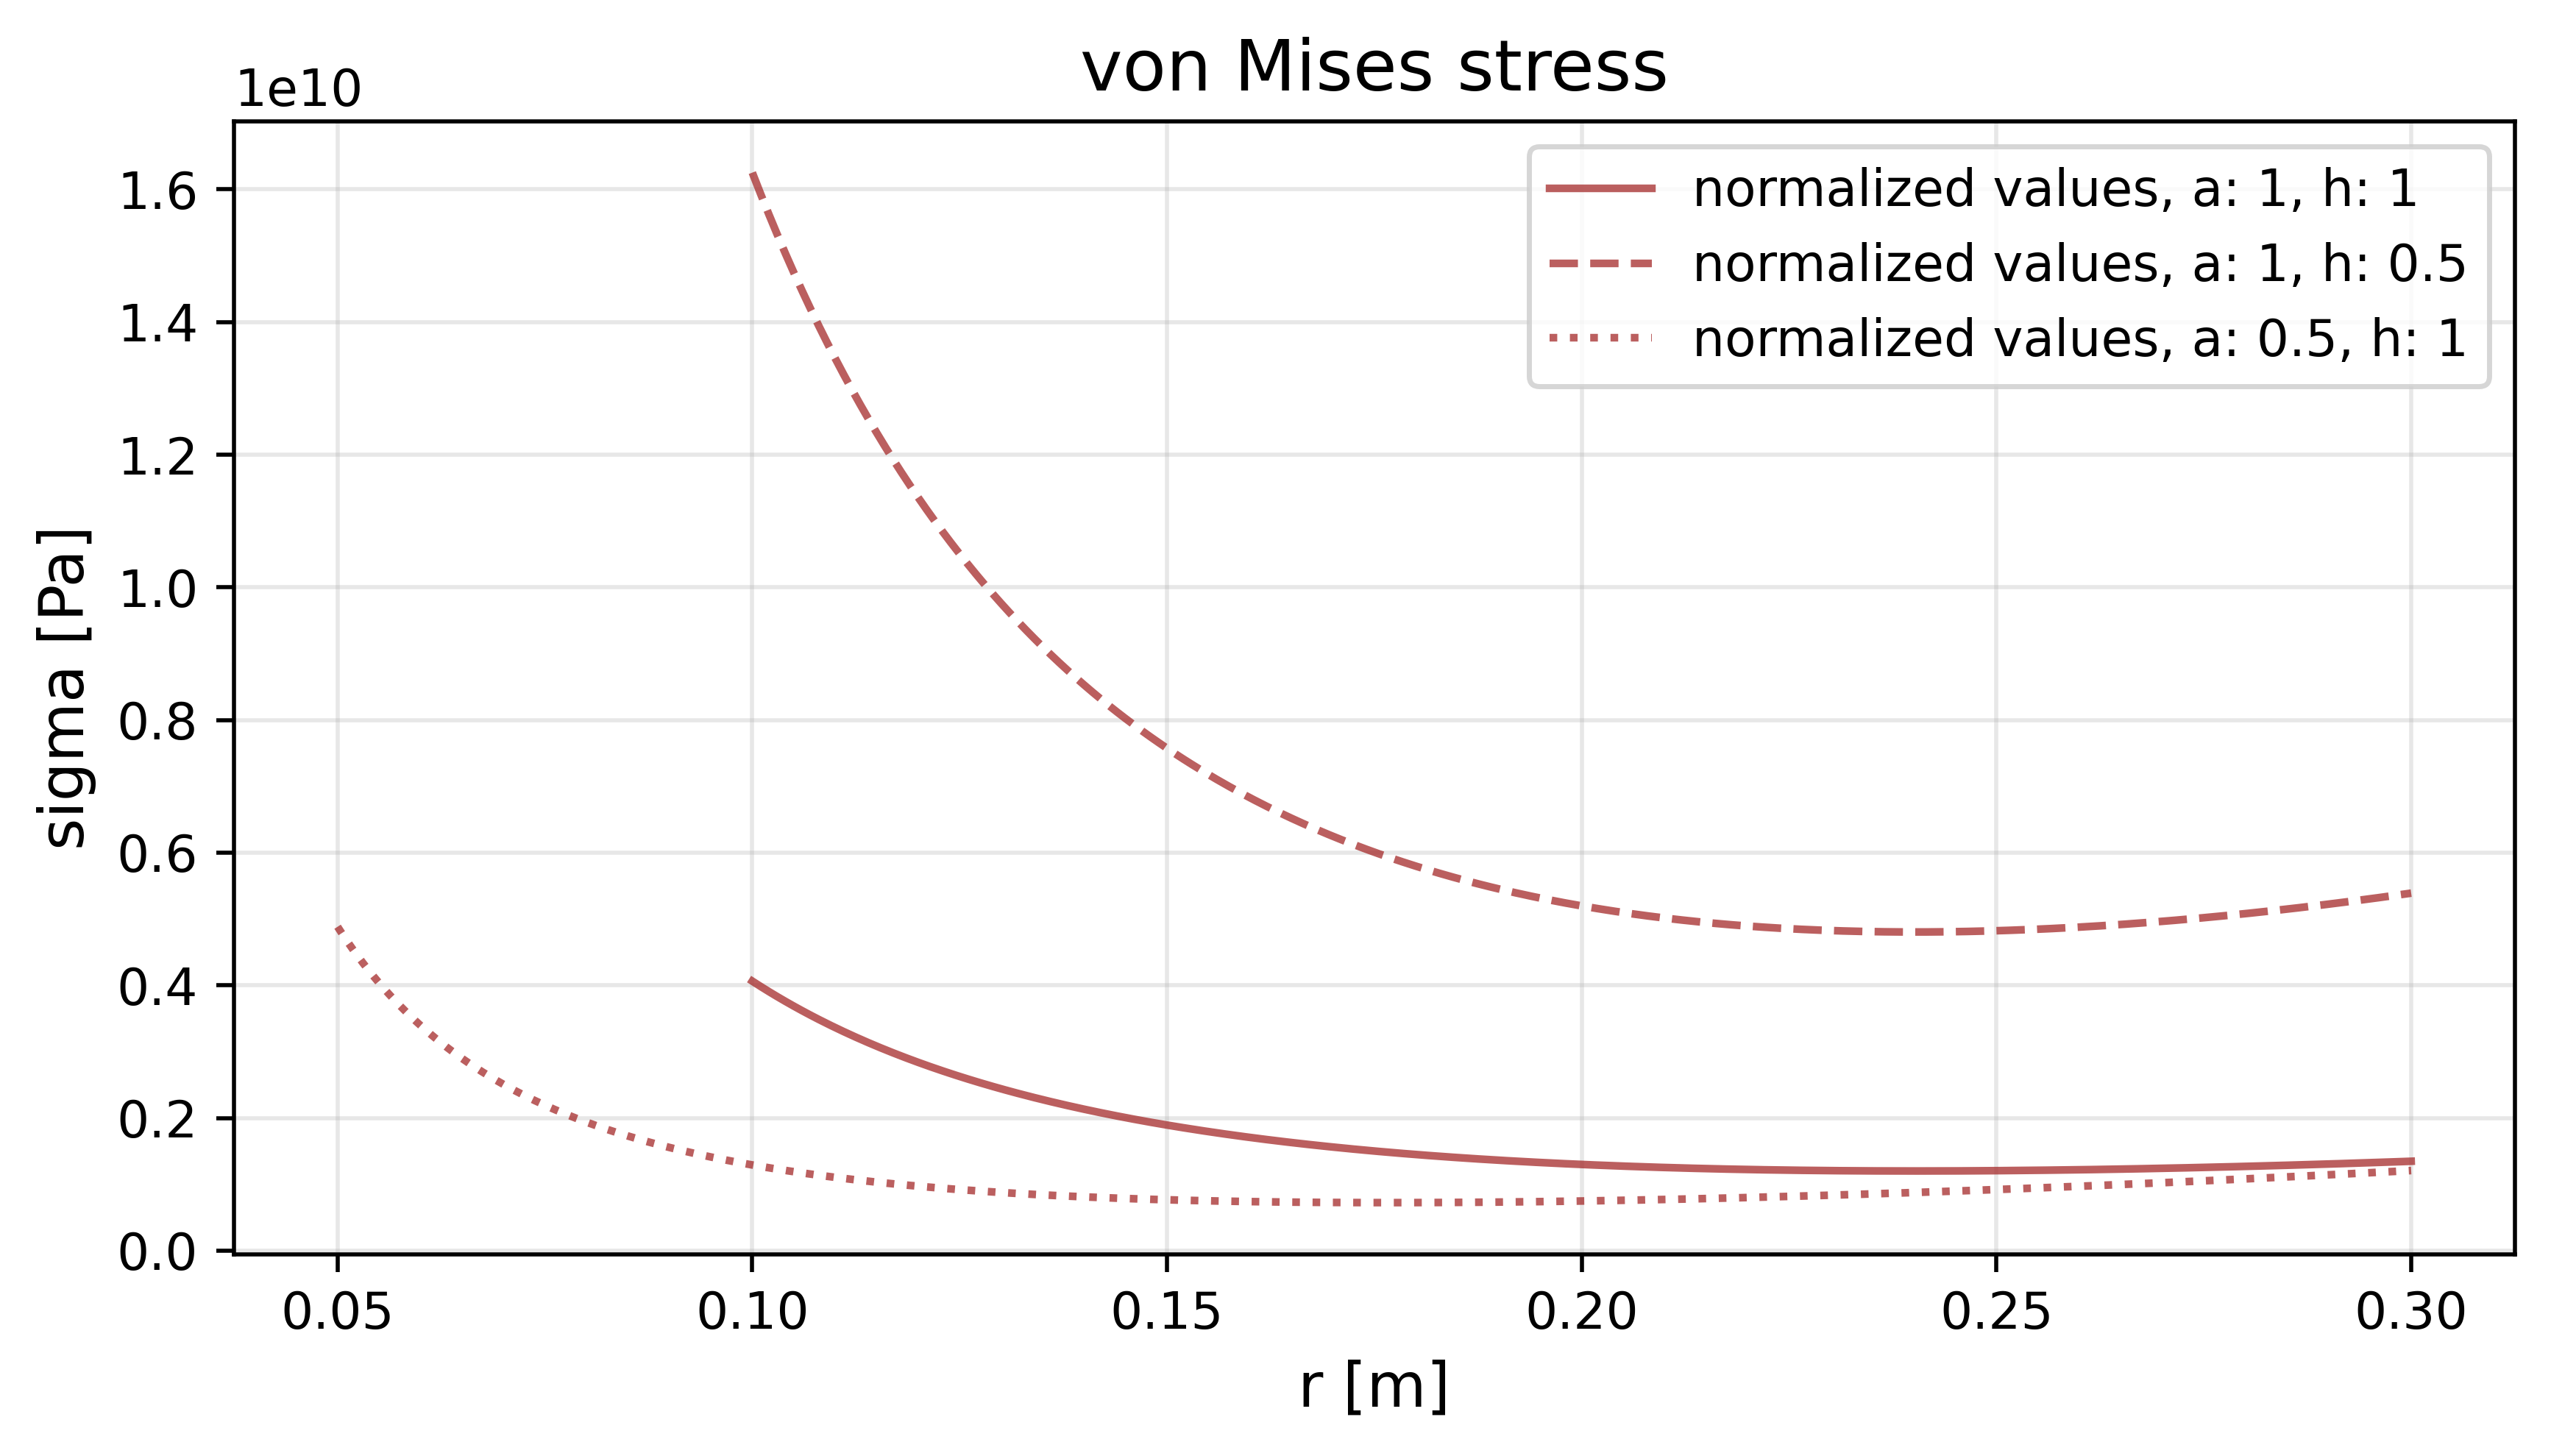 von Mises stress
1e10
1.6
1.4
1.2
1.0
0.8
0.6
0.4
0.2
0.0
sigma [Pa]
normalized values, a: 1, h: 1
normalized values, a: 1, h: 0.5
normalized values, a: 0.5, h: 1
0.05 0.10 0.15 0.20 0.25 0.30
r [m]